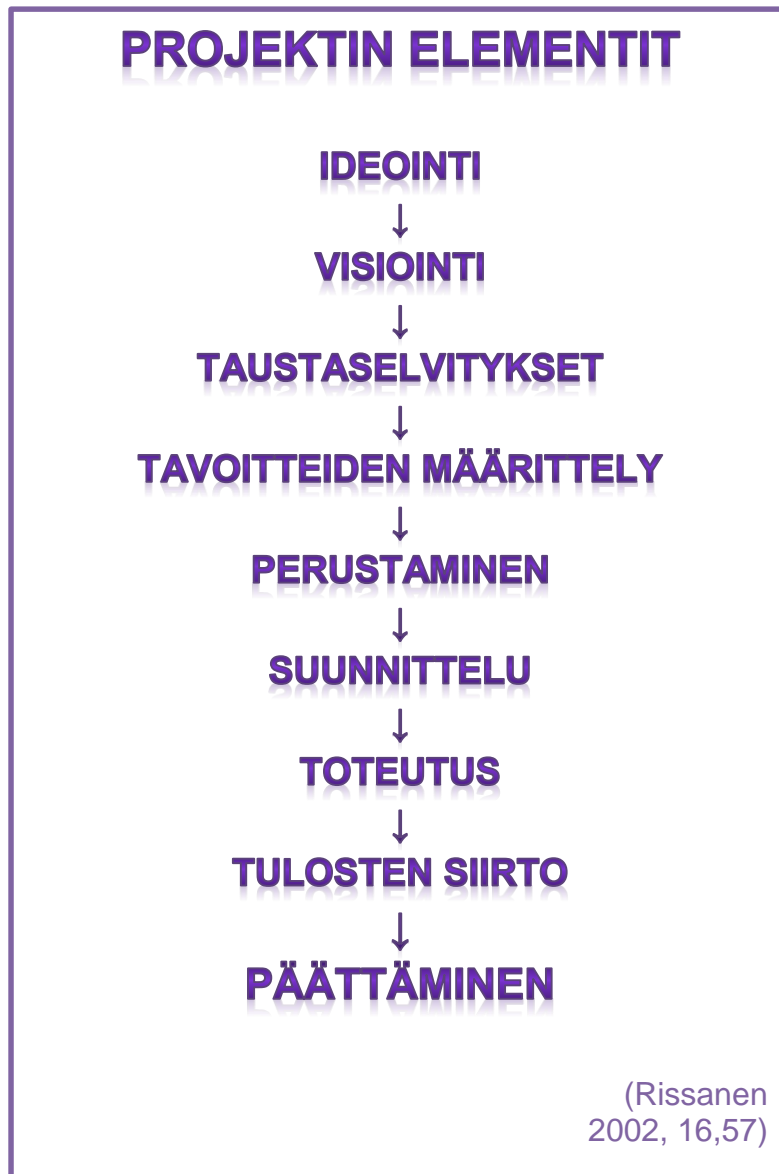 PROJEKTIN ELEMENTIT
IDEOINTI
↓
VISIOINTI
↓
TAUSTASELVITYKSET
↓
TAVOITTEIDEN MÄÄRITTELY
↓
PERUSTAMINEN
↓
SUUNNITTELU
↓
TOTEUTUS
↓
TULOSTEN SIIRTO
↓
PÄÄTTÄMINEN
(Rissanen
2002, 16,57)